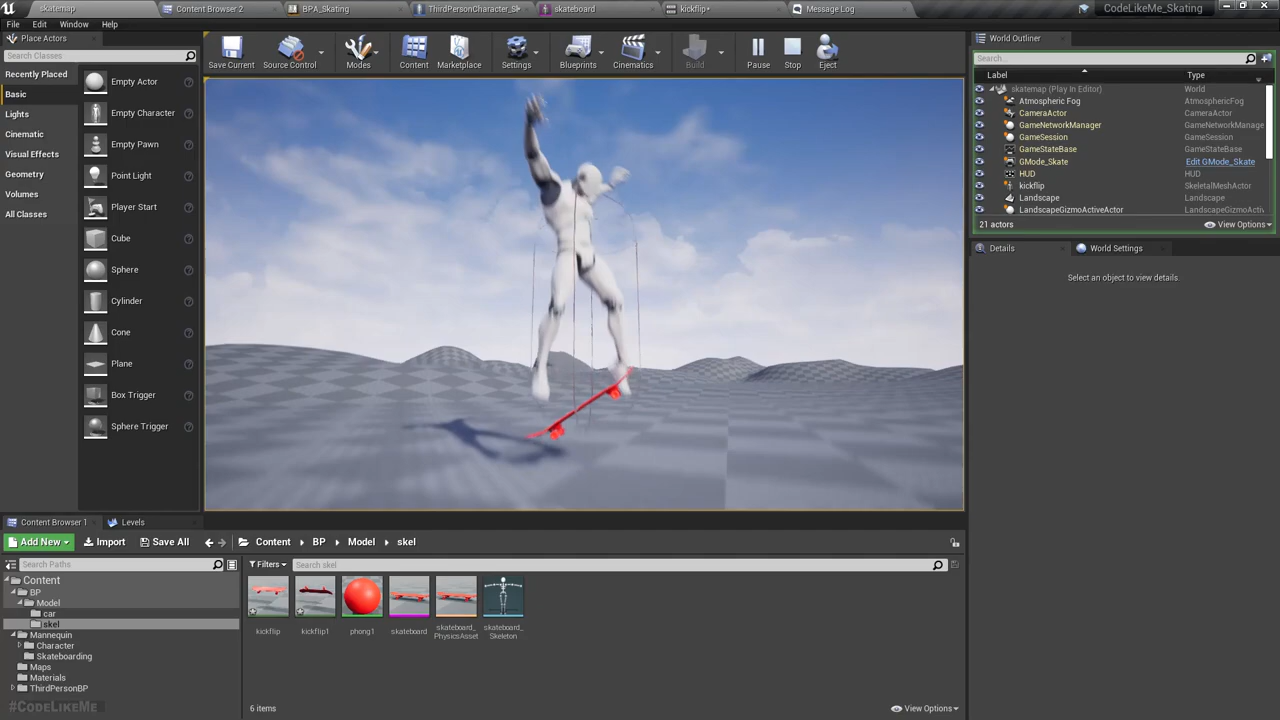 skatemap
Content Browser 2
BPA_Skating
ThirdPersonCharacter_Sk
skateboard
kickflip•
Message Log
CodeLikeMe_Skating
File
Edit
Window
Help
Place Actors
Search Classes
Recently Placed
Basic
Lights
Cinematic
Visual Effects
Geometry
Volumes
All Classes
Empty Actor
Empty Character
Empty Pawn
Point Light
Player Start
Cube
Sphere
Cylinder
Cone
Plane
Box Trigger
Sphere Trigger
Save Current
Source Control
Modes
Content
Marketplace
Settings
Blueprints
Cinematics
Build
Pause
Stop
Eject
World Outliner
Search...
Label
Type
skatemap (Play In Editor)
World
Atmospheric Fog
AtmosphericFog
CameraActor
CameraActor
GameNetworkManager
GameNetworkManage
GameSession
GameSession
GameStateBase
GameStateBase
GMode_Skate
Edit GMode_Skate
HUD
HUD
kickflip
SkeletalMeshActor
Landscape
Landscape
LandscapeGizmoActiveActor
LandscapeGizmoActiv
21 actors
View Options
Details
World Settings
Select an object to view details.
Content Browser 1
Levels
Add New
Import
Save All
Content
BP
Model
skel
Search Paths
Filters
Search skel
Content
BP
Model
car
skel
Mannequin
Character
Skateboarding
Maps
Materials
ThirdPersonBP
kickflip
kickflip1
phong1
skateboard
skateboard_
PhysicsAsset
skateboard_
Skeleton
#CodeLikeMe
6 items
View Options